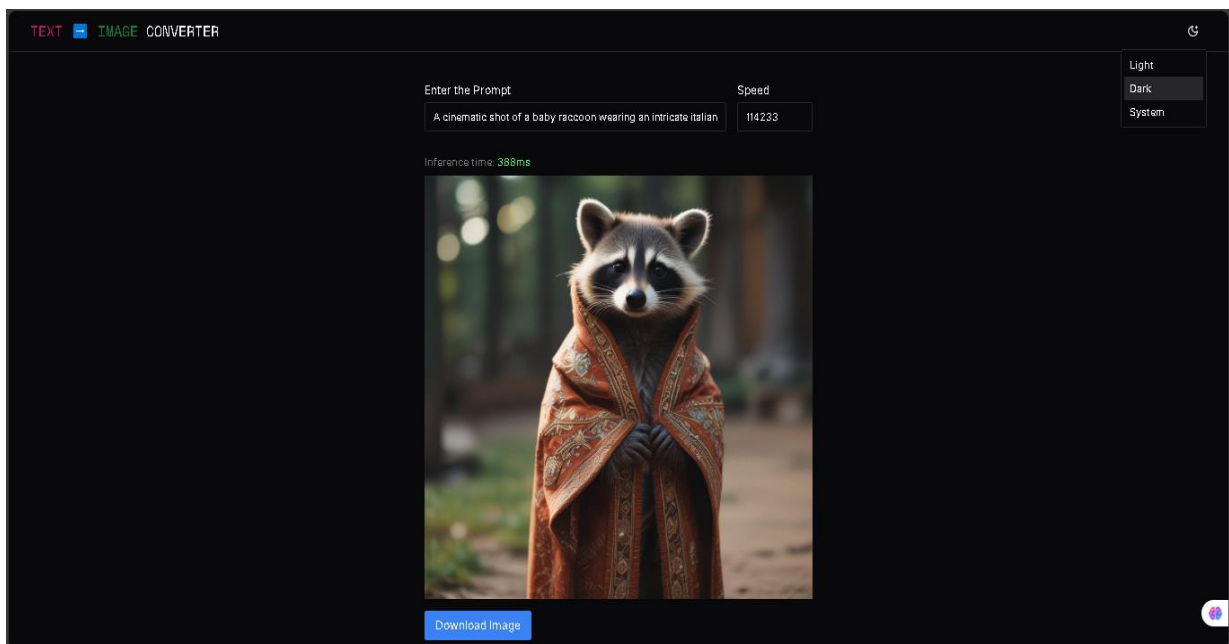 TEXT ➡ IMAGE CONVERTER
Light
Dark
System
Enter the Prompt
Speed
A cinematic shot of a baby raccoon wearing an intricate italian
114233
Inference time: 388ms
Download Image